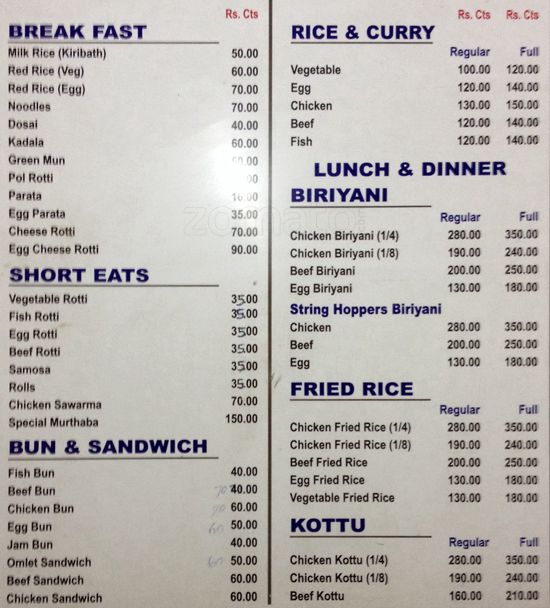 Rs. Cts
BREAK FAST
Milk Rice (Kiribath) 50.00
Red Rice (Veg) 60.00
Red Rice (Egg) 70.00
Noodles 70.00
Dosai 40.00
Kadala 60.00
Green Mun
Pol Rotti
Parata
Egg Parata 35.00
Cheese Rotti 70.00
Egg Cheese Rotti 90.00
SHORT EATS
Vegetable Rotti 35.00
Fish Rotti 35.00
Egg Rotti 35.00
Beef Rotti 35.00
Samosa 35.00
Rolls 35.00
Chicken Sawarma 70.00
Special Murthaba 150.00
BUN & SANDWICH
Fish Bun 40.00
Beef Bun 40.00
Chicken Bun 60.00
Egg Bun 50.00
Jam Bun 40.00
Omlet Sandwich 50.00
Beef Sandwich 60.00
Chicken Sandwich 60.00
Rs. Cts Rs. Cts
RICE & CURRY
Regular Full
Vegetable 100.00 120.00
Egg 120.00 140.00
Chicken 130.00 150.00
Beef 120.00 140.00
Fish 120.00 140.00
LUNCH & DINNER
BIRIYANI
Regular Full
Chicken Biriyani (1/4) 280.00 350.00
Chicken Biriyani (1/8) 190.00 240.00
Beef Biriyani 200.00 250.00
Egg Biriyani 130.00 180.00
String Hoppers Biriyani
Chicken 280.00 350.00
Beef 200.00 250.00
Egg 130.00 180.00
FRIED RICE
Regular Full
Chicken Fried Rice (1/4) 280.00 350.00
Chicken Fried Rice (1/8) 190.00 240.00
Beef Fried Rice 200.00 250.00
Egg Fried Rice 130.00 180.00
Vegetable Fried Rice 130.00 180.00
KOTTU
Regular Full
Chicken Kottu (1/4) 280.00 350.00
Chicken Kottu (1/8) 190.00 240.00
Beef Kottu 160.00 210.00